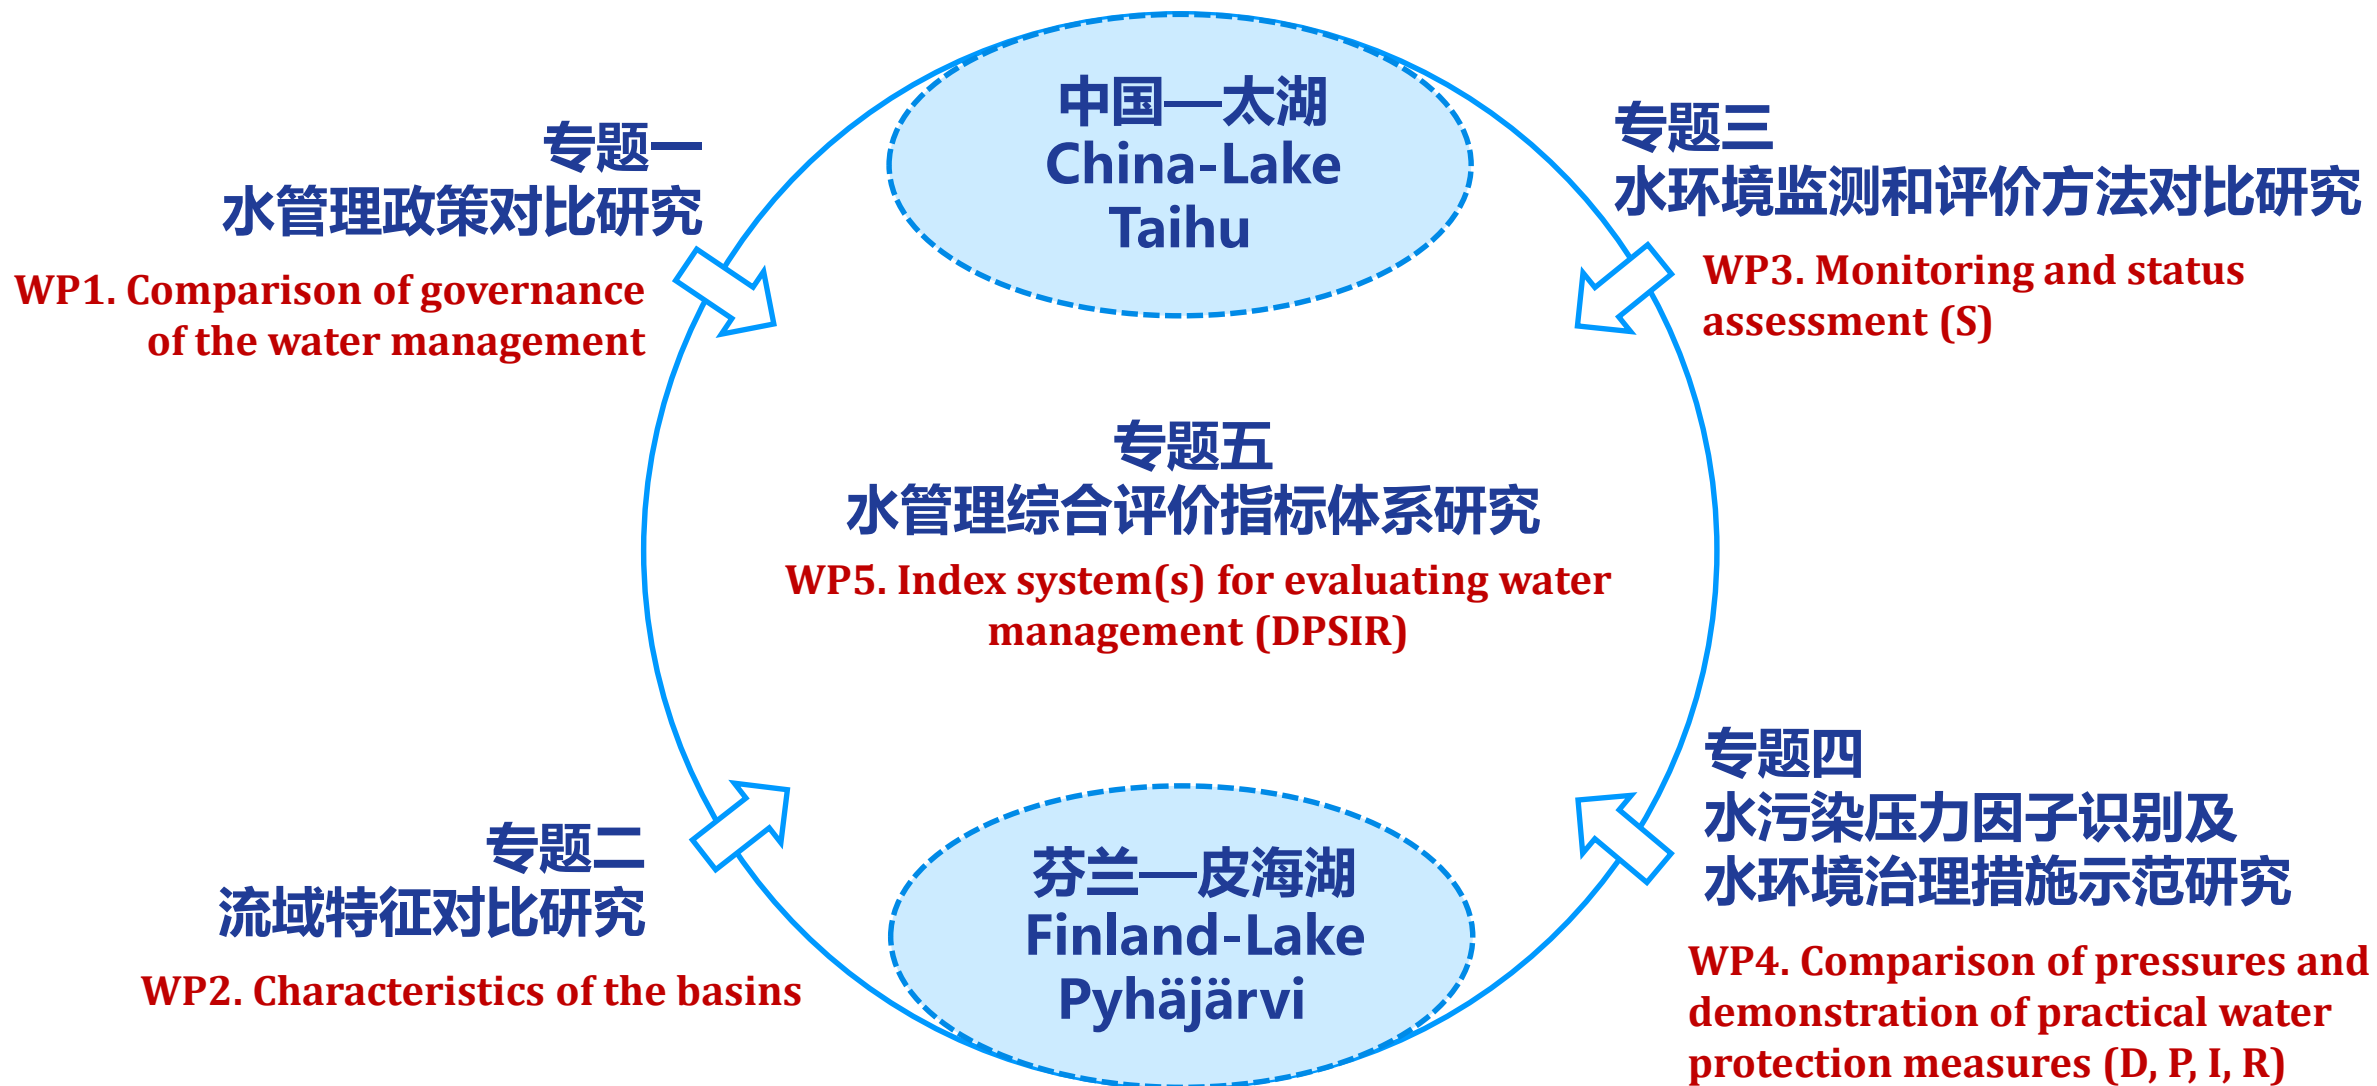 中国—太湖
China-Lake
Taihu
专题一
水管理政策对比研究
WP1. Comparison of governance
of the water management
专题三
水环境监测和评价方法对比研究
WP3. Monitoring and status
assessment (S)
专题五
水管理综合评价指标体系研究
WP5. Index system(s) for evaluating water
management (DPSIR)
专题二
流域特征对比研究
WP2. Characteristics of the basins
芬兰—皮海湖
Finland-Lake
Pyhäjärvi
专题四
水污染压力因子识别及
水环境治理措施示范研究
WP4. Comparison of pressures and
demonstration of practical water
protection measures (D, P, I, R)